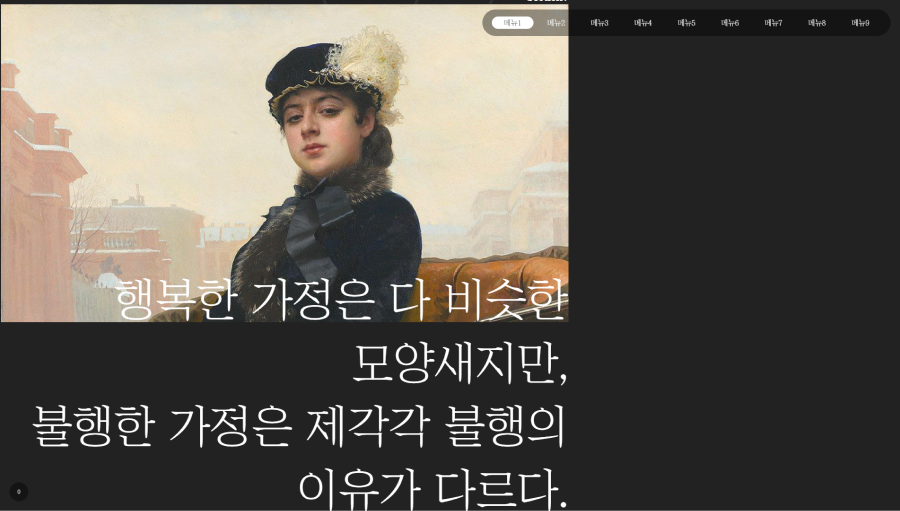 메뉴1 메뉴2 메뉴3 메뉴4 메뉴5 메뉴6 메뉴7 메뉴8 메뉴9
행복한 가정은 다 비슷한
모양새지만,
불행한 가정은 제각각 불행의
이유가 다르다.
0